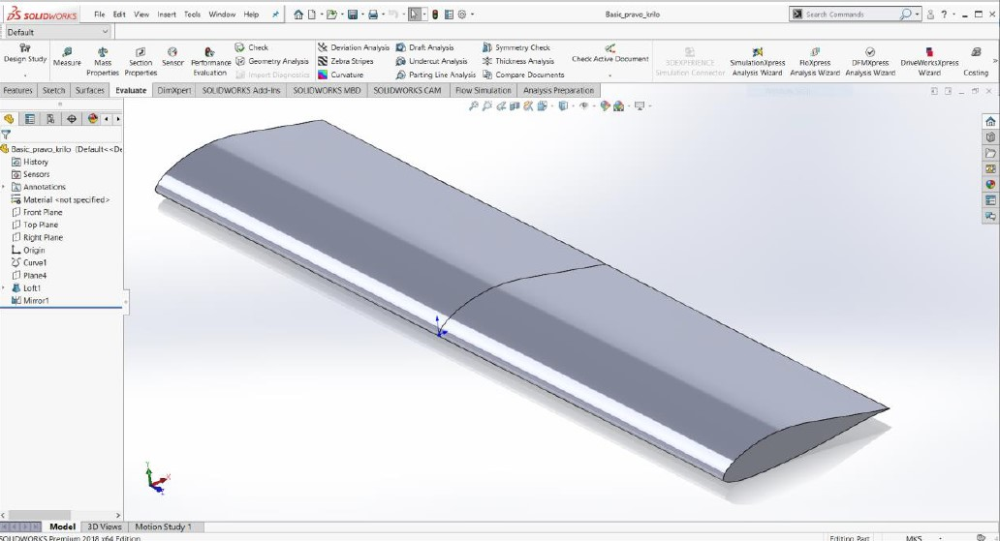 SOLIDWORKS File Edit View Insert Tools Window Help Basic_pravo_krilo Search Commands
Default
Design Study Measure Mass Properties Section Properties Sensor Performance Evaluation
Check
Geometry Analysis
Import Diagnostics
Deviation Analysis
Zebra Stripes
Curvature
Draft Analysis
Undercut Analysis
Parting Line Analysis
Symmetry Check
Thickness Analysis
Compare Documents
Check Active Document
3DEXPERIENCE Simulation Connector
SimulationXpress Analysis Wizard
FloXpress Analysis Wizard
DFMXpress Analysis Wizard
DriveWorksXpress Wizard
Costing
Features Sketch Surfaces Evaluate DimXpert SOLIDWORKS Add-Ins SOLIDWORKS MBD SOLIDWORKS CAM Flow Simulation Analysis Preparation
Basic_pravo_krilo (Default<<De
History
Sensors
Annotations
Material <not specified>
Front Plane
Top Plane
Right Plane
Origin
Curve1
Plane4
Loft1
Mirror1
Model 3D Views Motion Study 1
SOLIDWORKS Premium 2018 x64 Edition Editing Part MKS